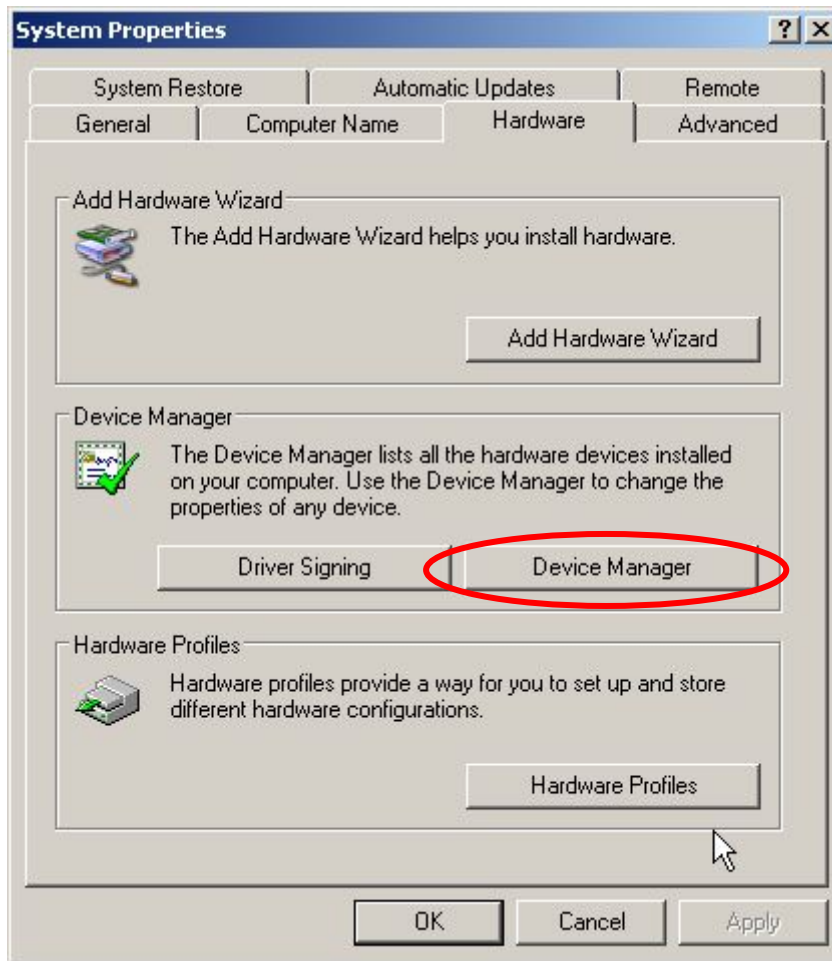 System Properties
System Restore Automatic Updates Remote
General Computer Name Hardware Advanced
Add Hardware Wizard
The Add Hardware Wizard helps you install hardware.
Add Hardware Wizard
Device Manager
The Device Manager lists all the hardware devices installed
on your computer. Use the Device Manager to change the
properties of any device.
Driver Signing Device Manager
Hardware Profiles
Hardware profiles provide a way for you to set up and store
different hardware configurations.
Hardware Profiles
OK Cancel Apply